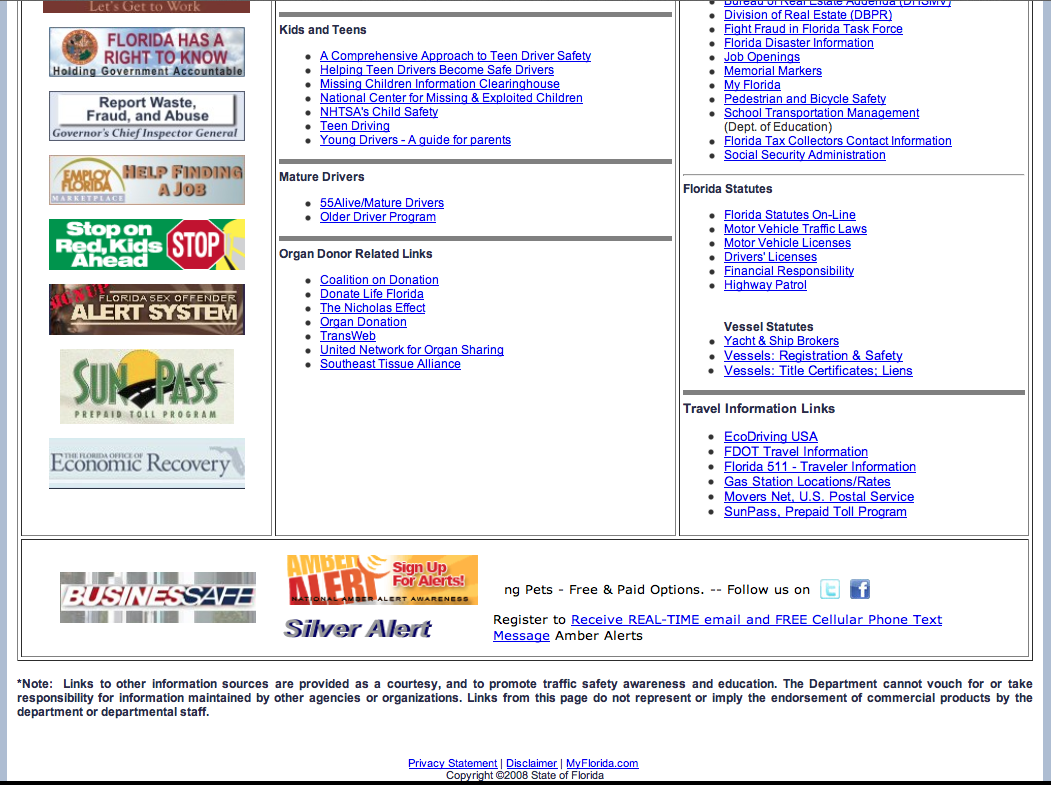 Let's Get to Work
FLORIDA HAS A
RIGHT TO KNOW
Holding Government Accountable
Report Waste,
Fraud, and Abuse
Governor's Chief Inspector General
EMPLOY
FLORIDA
MARKETPLACE
HELP FINDING
A JOB
Stop on
Red, Kids
Ahead
STOP
SIGN UP
FLORIDA SEX OFFENDER
ALERT SYSTEM
SUNPASS
PREPAID TOLL PROGRAM
THE FLORIDA OFFICE OF
Economic Recovery
Kids and Teens
A Comprehensive Approach to Teen Driver Safety
Helping Teen Drivers Become Safe Drivers
Missing Children Information Clearinghouse
National Center for Missing & Exploited Children
NHTSA's Child Safety
Teen Driving
Young Drivers - A guide for parents
Mature Drivers
55Alive/Mature Drivers
Older Driver Program
Organ Donor Related Links
Coalition on Donation
Donate Life Florida
The Nicholas Effect
Organ Donation
TransWeb
United Network for Organ Sharing
Southeast Tissue Alliance
Bureau of Real Estate Addenda (DHSMV)
Division of Real Estate (DBPR)
Fight Fraud in Florida Task Force
Florida Disaster Information
Job Openings
Memorial Markers
My Florida
Pedestrian and Bicycle Safety
School Transportation Management
(Dept. of Education)
Florida Tax Collectors Contact Information
Social Security Administration
Florida Statutes
Florida Statutes On-Line
Motor Vehicle Traffic Laws
Motor Vehicle Licenses
Drivers' Licenses
Financial Responsibility
Highway Patrol
Vessel Statutes
Yacht & Ship Brokers
Vessels: Registration & Safety
Vessels: Title Certificates; Liens
Travel Information Links
EcoDriving USA
FDOT Travel Information
Florida 511 - Traveler Information
Gas Station Locations/Rates
Movers Net, U.S. Postal Service
SunPass, Prepaid Toll Program
BUSINESSAFE
AMBER
ALERT
Sign Up
For Alerts!
NATIONAL AMBER ALERT AWARENESS
Silver Alert
ng Pets - Free & Paid Options. -- Follow us on
Register to Receive REAL-TIME email and FREE Cellular Phone Text
Message Amber Alerts
*Note: Links to other information sources are provided as a courtesy, and to promote traffic safety awareness and education. The Department cannot vouch for or take
responsibility for information maintained by other agencies or organizations. Links from this page do not represent or imply the endorsement of commercial products by the
department or departmental staff.
Privacy Statement | Disclaimer | MyFlorida.com
Copyright ©2008 State of Florida